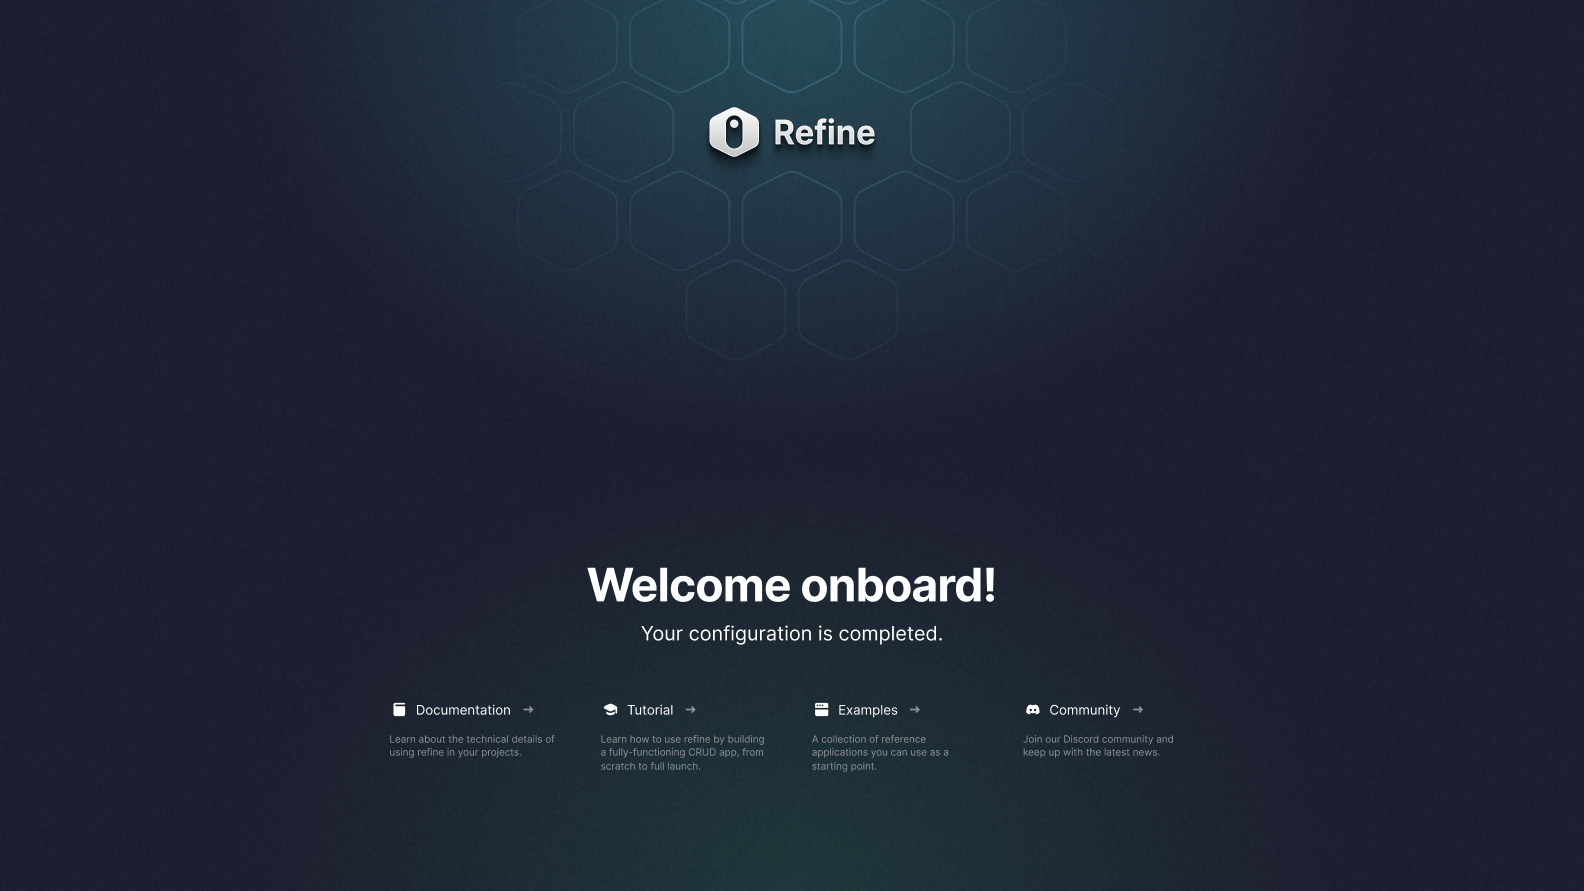 Refine
Welcome onboard!
Your configuration is completed.
Documentation →
Learn about the technical details of
using refine in your projects.
Tutorial →
Learn how to use refine by building
a fully-functioning CRUD app, from
scratch to full launch.
Examples →
A collection of reference
applications you can use as a
starting point.
Community →
Join our Discord community and
keep up with the latest news.